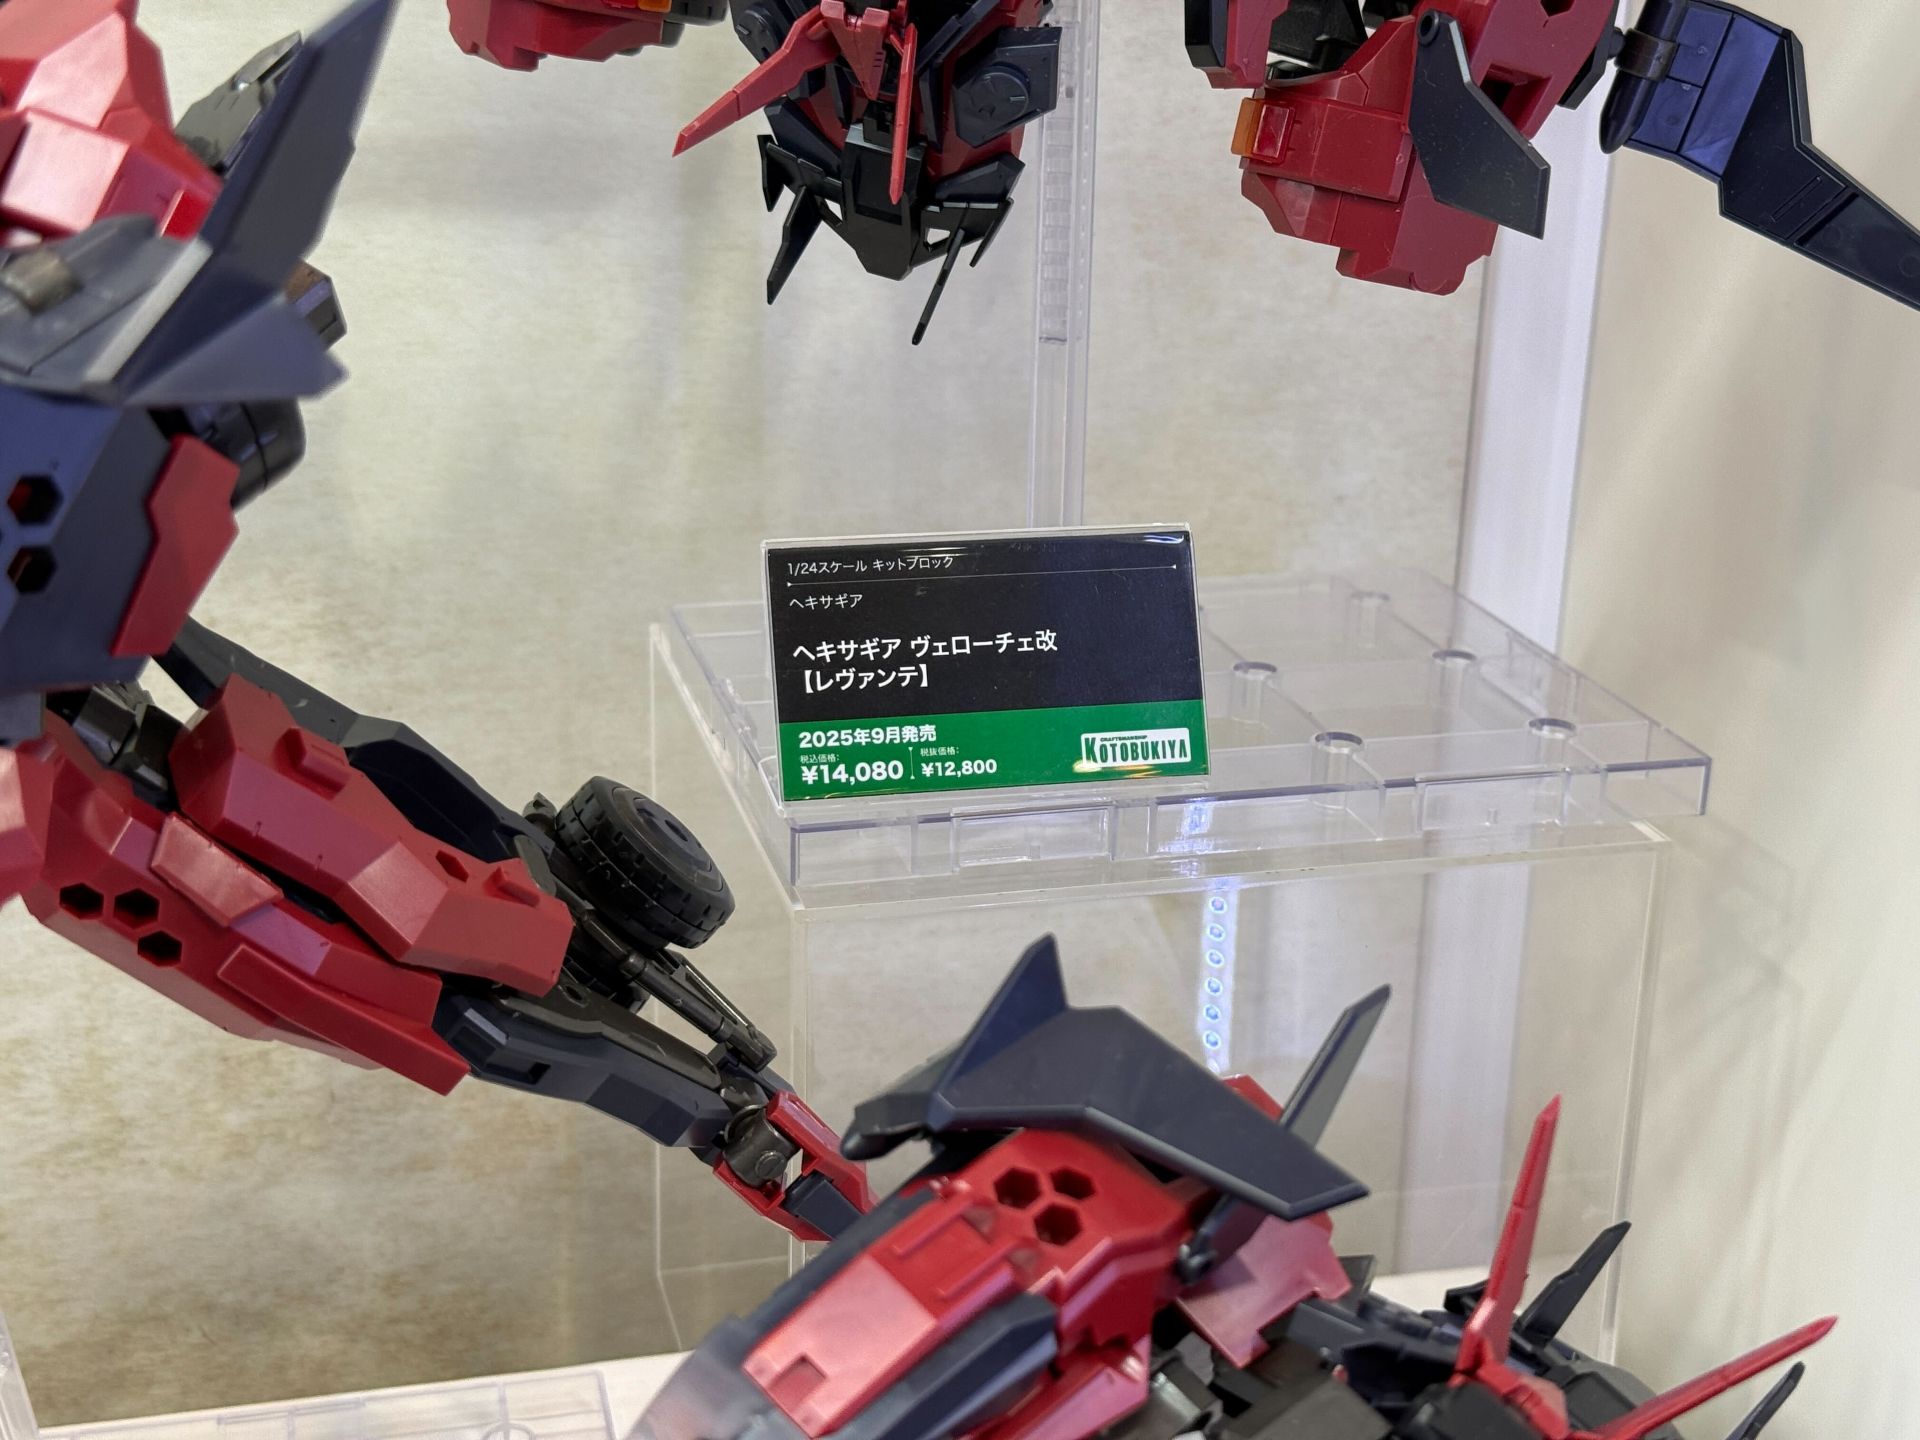 1/24スケール キットブロック
ヘキサギア
ヘキサギア ヴェローチェ改
【レヴァンテ】
2025年9月発売
税込価格: 税抜価格:
¥14,080 ¥12,800
CRAFTSMANSHIP
KOTOBUKIYA